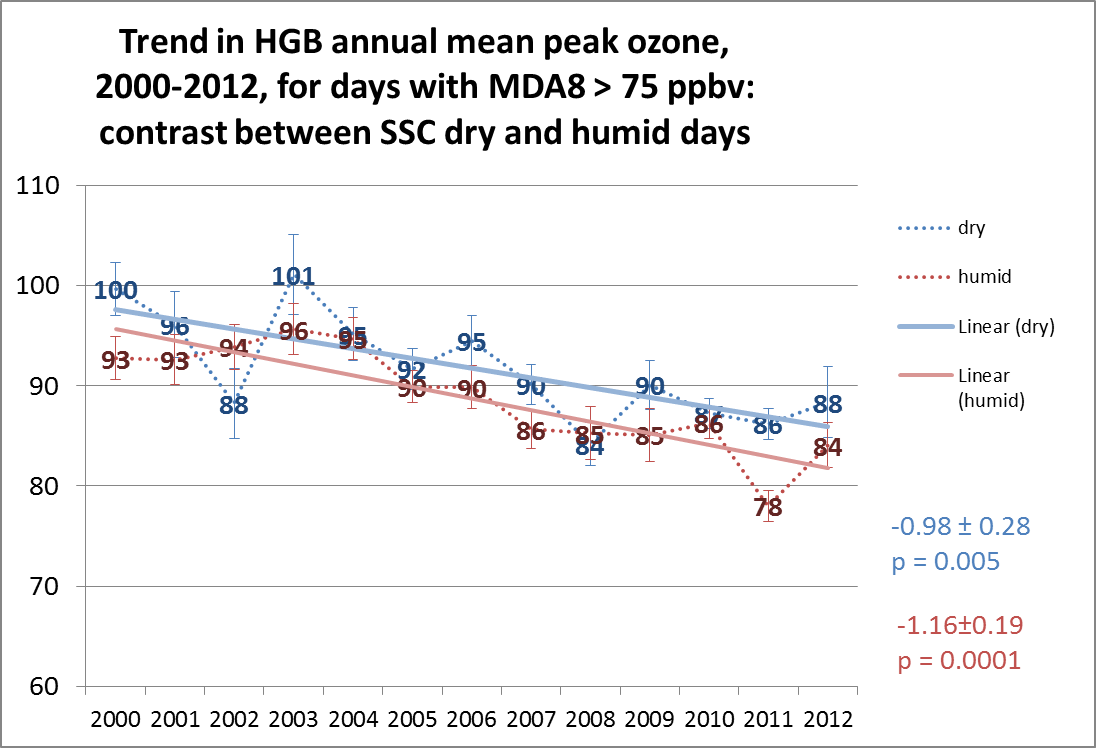 Trend in HGB annual mean peak ozone,
2000-2012, for days with MDA8 > 75 ppbv:
contrast between SSC dry and humid days
110
100
90
80
70
60
100
96
88
101
95
92
95
90
84
90
87
86
88
93
93
94
96
95
90
90
86
85
85
86
78
84
2000 2001 2002 2003 2004 2005 2006 2007 2008 2009 2010 2011 2012
dry
humid
Linear (dry)
Linear
(humid)
-0.98 ± 0.28
p = 0.005
-1.16±0.19
p = 0.0001